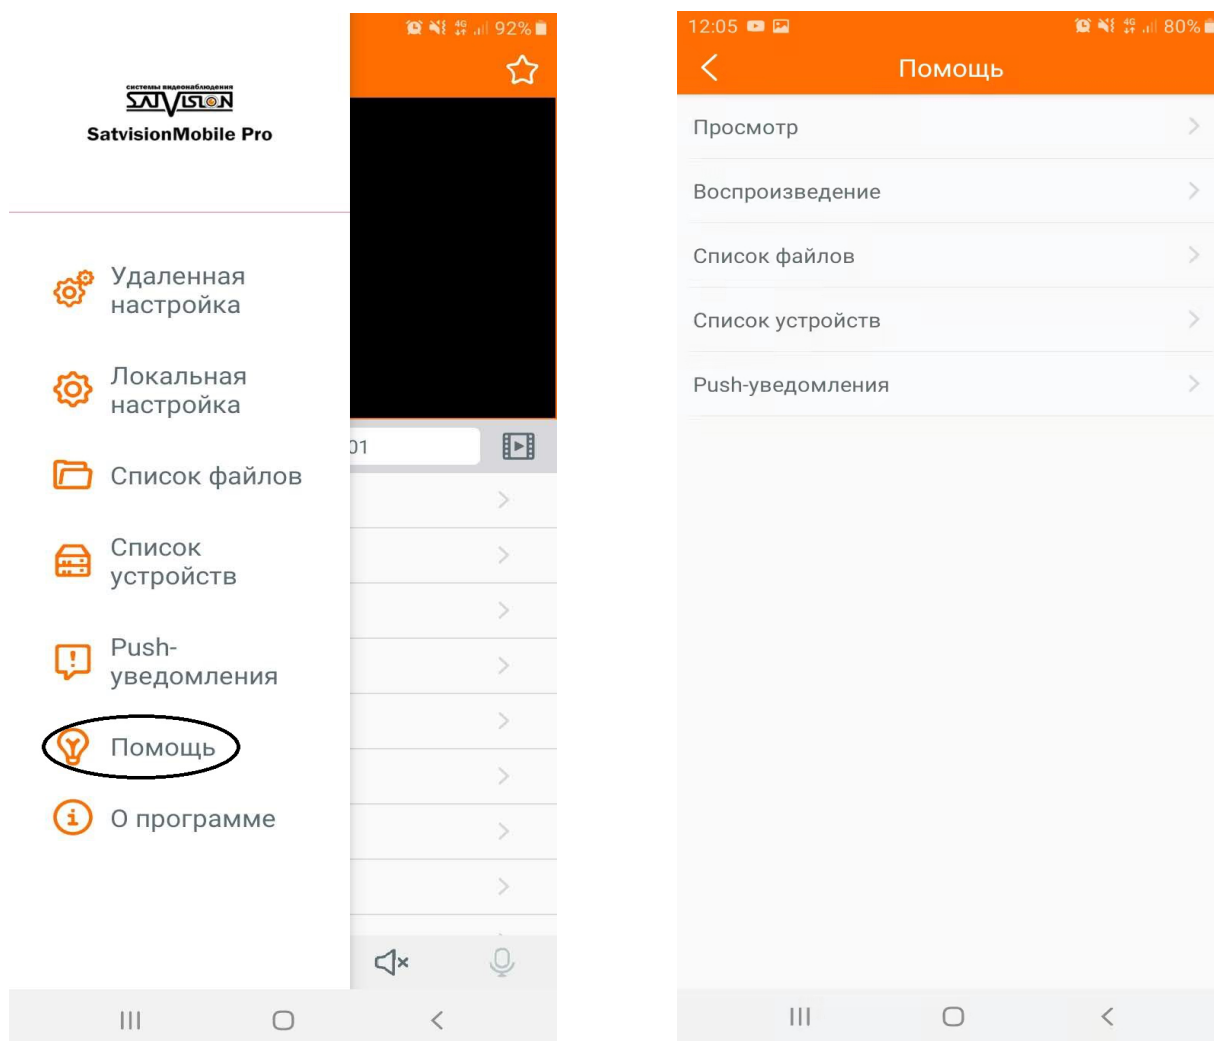 92%
системы видеонаблюдения
SATVISION
SatvisionMobile Pro
Удаленная
настройка
Локальная
настройка
Список файлов
Список
устройств
Push-
уведомления
Помощь
О программе
01
12:05
4G
80%
Помощь
Просмотр
Воспроизведение
Список файлов
Список устройств
Push-уведомления